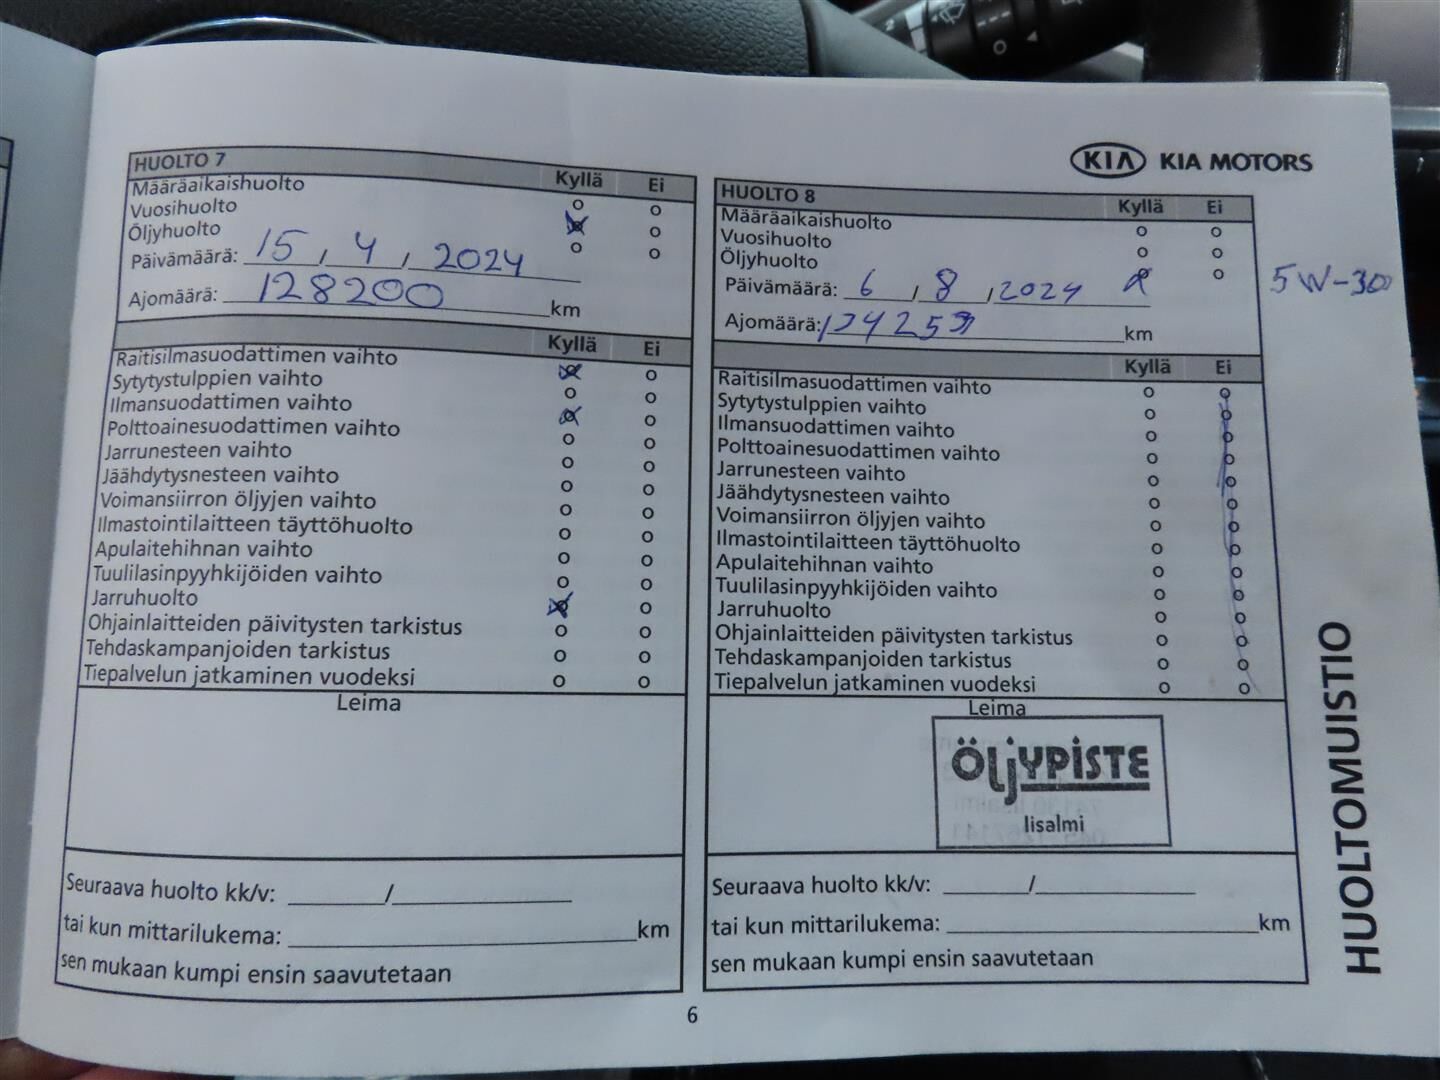 KIA KIA MOTORS
HUOLTO 7 Kyllä Ei
Määräaikaishuolto o o
Vuosihuolto o
Öljyhuolto o o
Päivämäärä: 15, 4, 2024
Ajomäärä: 128200 km
Kyllä Ei
Raitisilmasuodattimen vaihto o
Sytytystulppien vaihto o o
Ilmansuodattimen vaihto o
Polttoainesuodattimen vaihto o o
Jarrunesteen vaihto o o
Jäähdytysnesteen vaihto o o
Voimansiirron öljyjen vaihto o o
Ilmastointilaitteen täyttöhuolto o o
Apulaitehihnan vaihto o o
Tuulilasinpyyhkijöiden vaihto o o
Jarruhuolto o
Ohjainlaitteiden päivitysten tarkistus o o
Tehdaskampanjoiden tarkistus o o
Tiepalvelun jatkaminen vuodeksi o o
Leima
Seuraava huolto kk/v: /
tai kun mittarilukema: km
sen mukaan kumpi ensin saavutetaan
HUOLTO 8 Kyllä Ei
Määräaikaishuolto o o
Vuosihuolto o o
Öljyhuolto o
5W-30
Päivämäärä: 6, 8, 2024
Ajomäärä: km
Kyllä Ei
Raitisilmasuodattimen vaihto o o
Sytytystulppien vaihto o o
Ilmansuodattimen vaihto o o
Polttoainesuodattimen vaihto o o
Jarrunesteen vaihto o o
Jäähdytysnesteen vaihto o o
Voimansiirron öljyjen vaihto o o
Ilmastointilaitteen täyttöhuolto o o
Apulaitehihnan vaihto o o
Tuulilasinpyyhkijöiden vaihto o o
Jarruhuolto o o
Ohjainlaitteiden päivitysten tarkistus o o
Tehdaskampanjoiden tarkistus o o
Tiepalvelun jatkaminen vuodeksi o o
Leima
ÖLJYPISTE
Iisalmi
Seuraava huolto kk/v: /
tai kun mittarilukema: km
sen mukaan kumpi ensin saavutetaan
HUOLTOMUISTIO
6